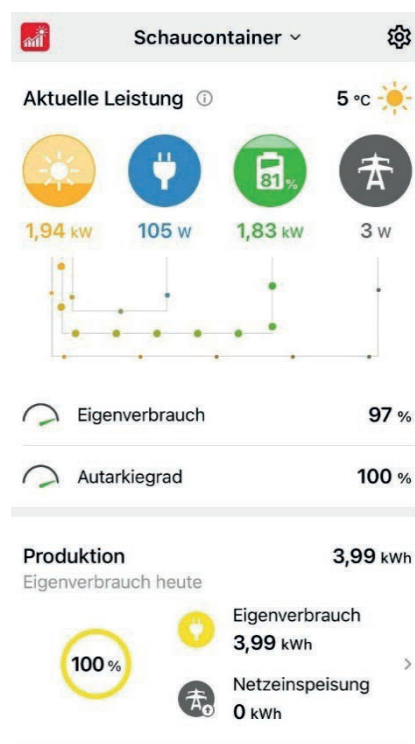 Schaucontainer
Aktuelle Leistung
5 °C
81 %
1,94 kW 105 W 1,83 kW 3 W
Eigenverbrauch 97 %
Autarkiegrad 100 %
Produktion 3,99 kWh
Eigenverbrauch heute
100 %
Eigenverbrauch
3,99 kWh
Netzeinspeisung
0 kWh